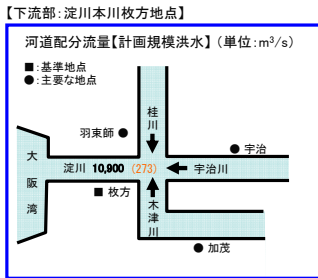 【下流部：淀川本川枚方地点】
河道配分流量【計画規模洪水】（単位：m³/s）
■：基準地点
●：主要な地点
羽束師 ●
桂川
● 宇治
大阪湾
淀川 10,900 (273)
宇治川
■ 枚方
木津川
● 加茂